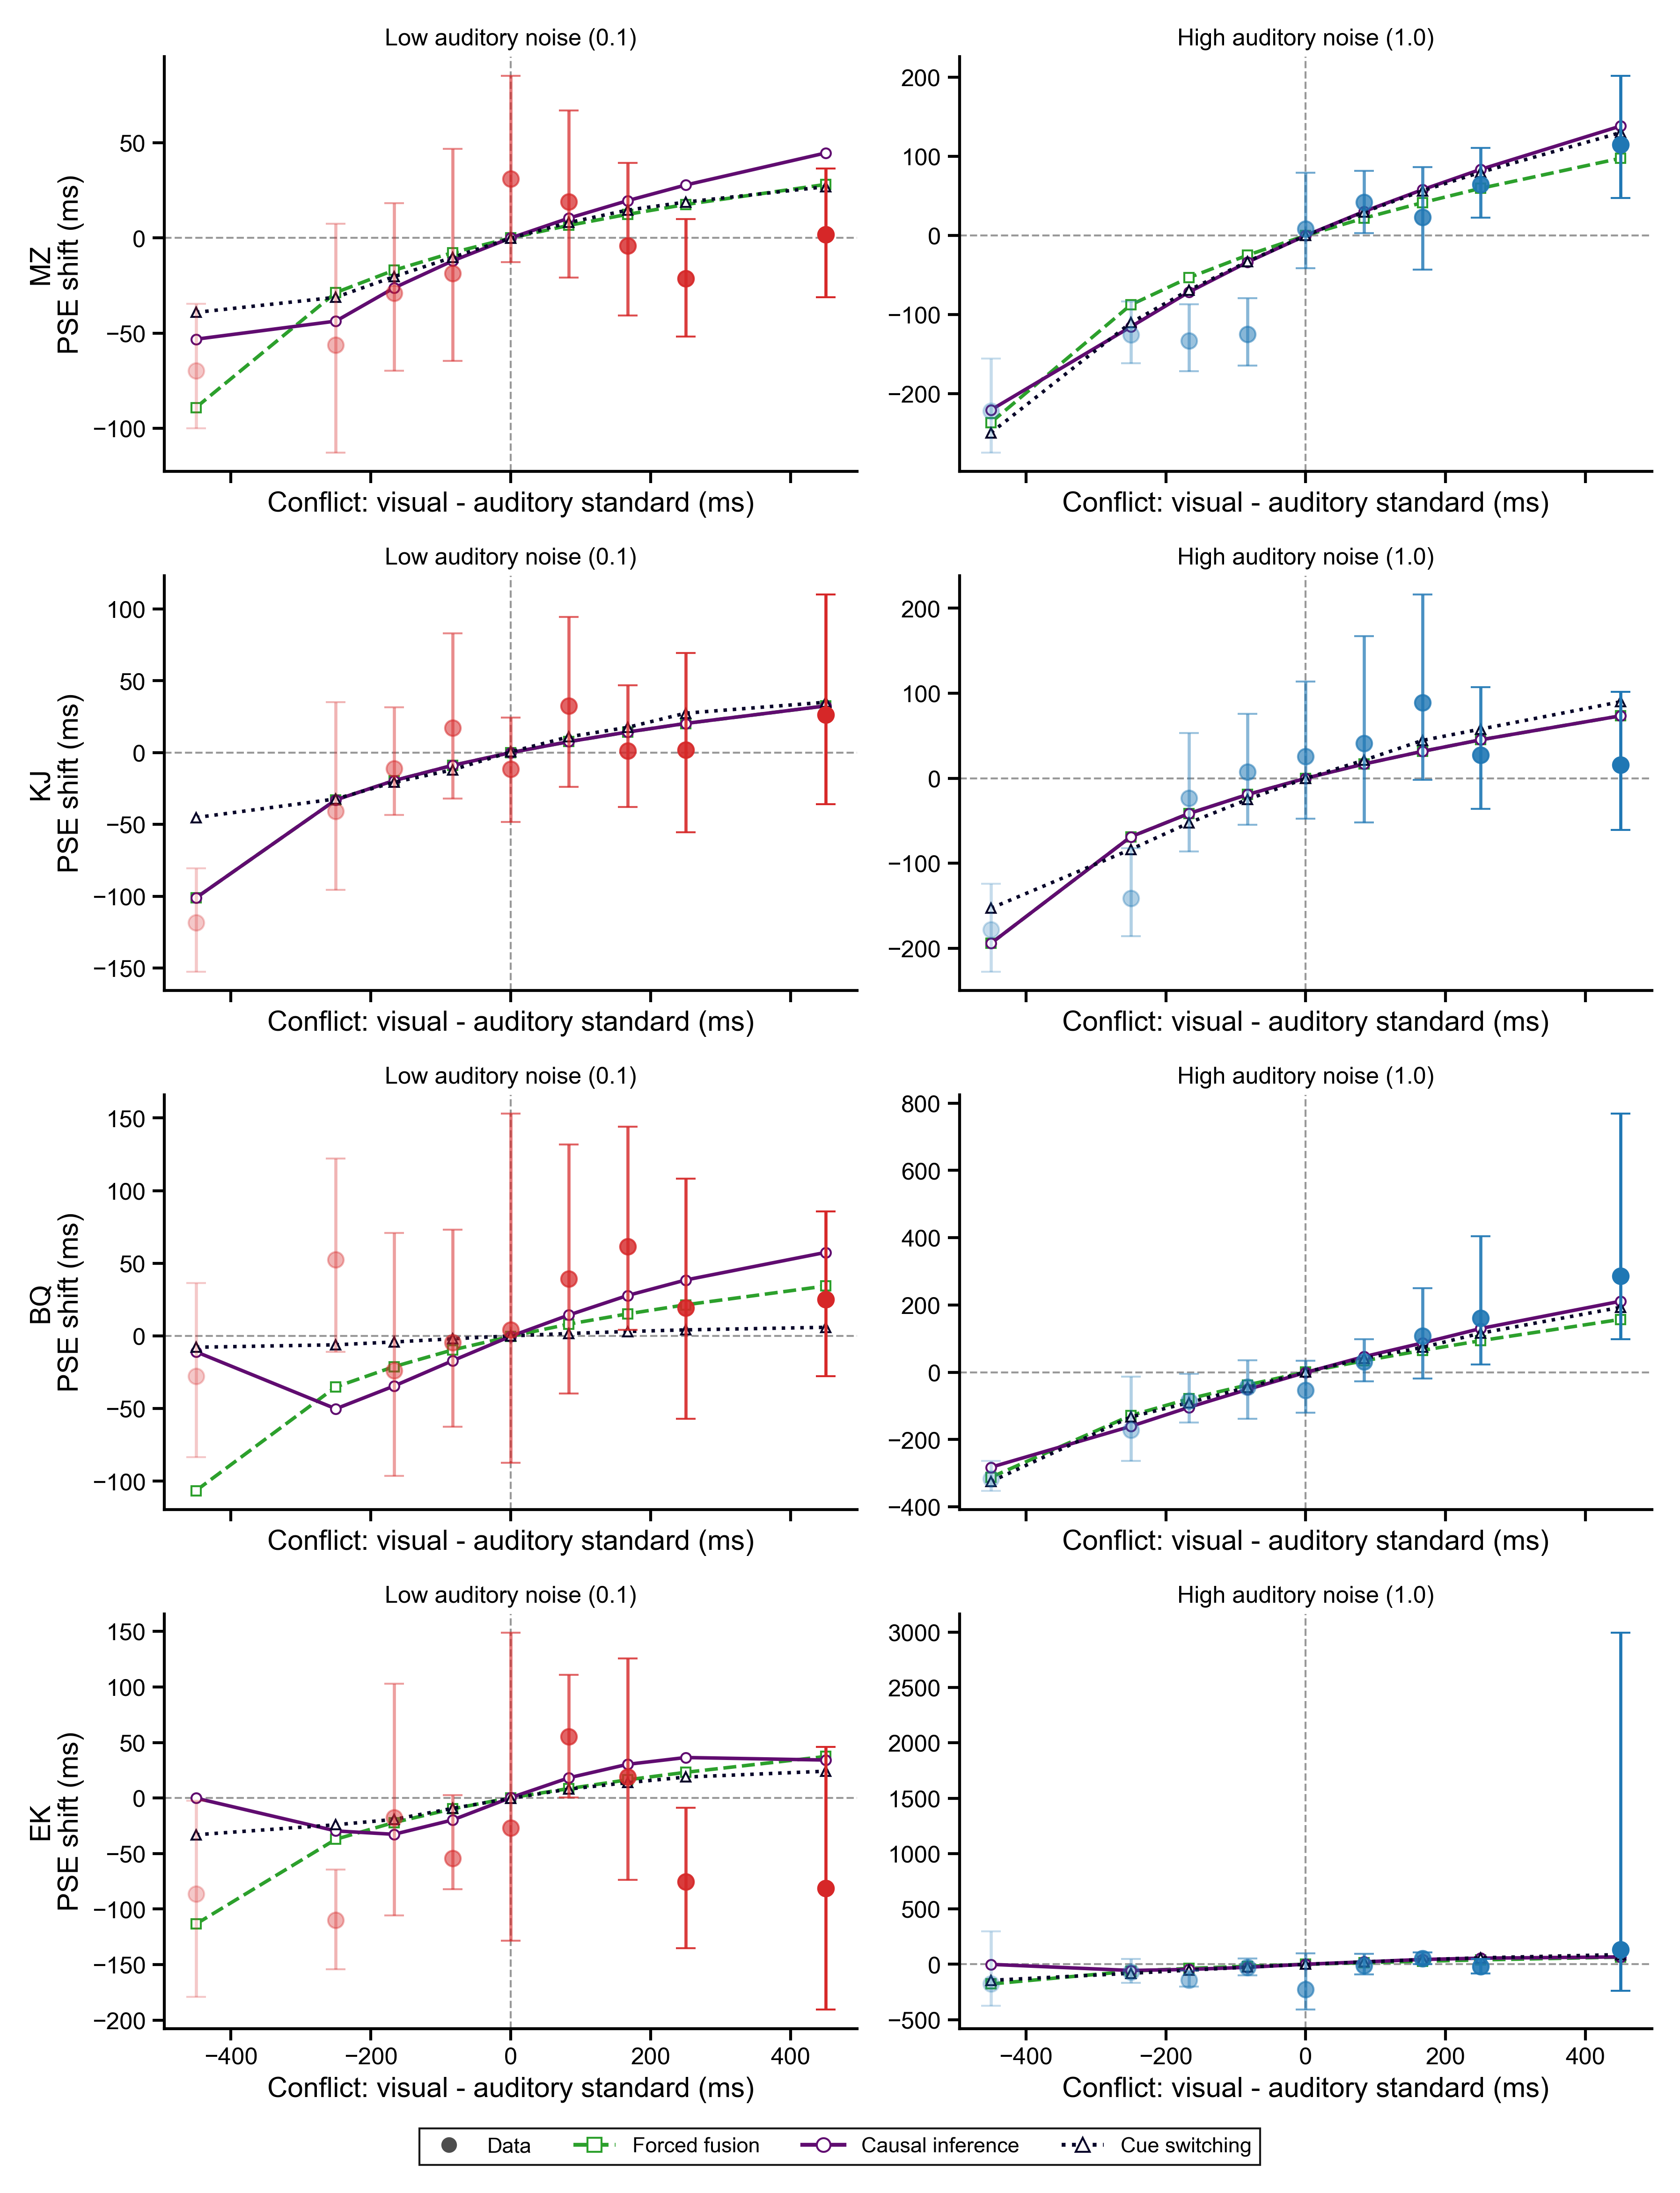 Low auditory noise (0.1)
High auditory noise (1.0)
MZ
PSE shift (ms)
50
0
−50
−100
200
100
0
−100
−200
Conflict: visual - auditory standard (ms)
Conflict: visual - auditory standard (ms)
Low auditory noise (0.1)
High auditory noise (1.0)
KJ
PSE shift (ms)
100
50
0
−50
−100
−150
200
100
0
−100
−200
Conflict: visual - auditory standard (ms)
Conflict: visual - auditory standard (ms)
Low auditory noise (0.1)
High auditory noise (1.0)
BQ
PSE shift (ms)
150
100
50
0
−50
−100
800
600
400
200
0
−200
−400
Conflict: visual - auditory standard (ms)
Conflict: visual - auditory standard (ms)
Low auditory noise (0.1)
High auditory noise (1.0)
EK
PSE shift (ms)
150
100
50
0
−50
−100
−150
−200
3000
2500
2000
1500
1000
500
0
−500
−400 −200 0 200 400
−400 −200 0 200 400
Conflict: visual - auditory standard (ms)
Conflict: visual - auditory standard (ms)
Data Forced fusion Causal inference Cue switching